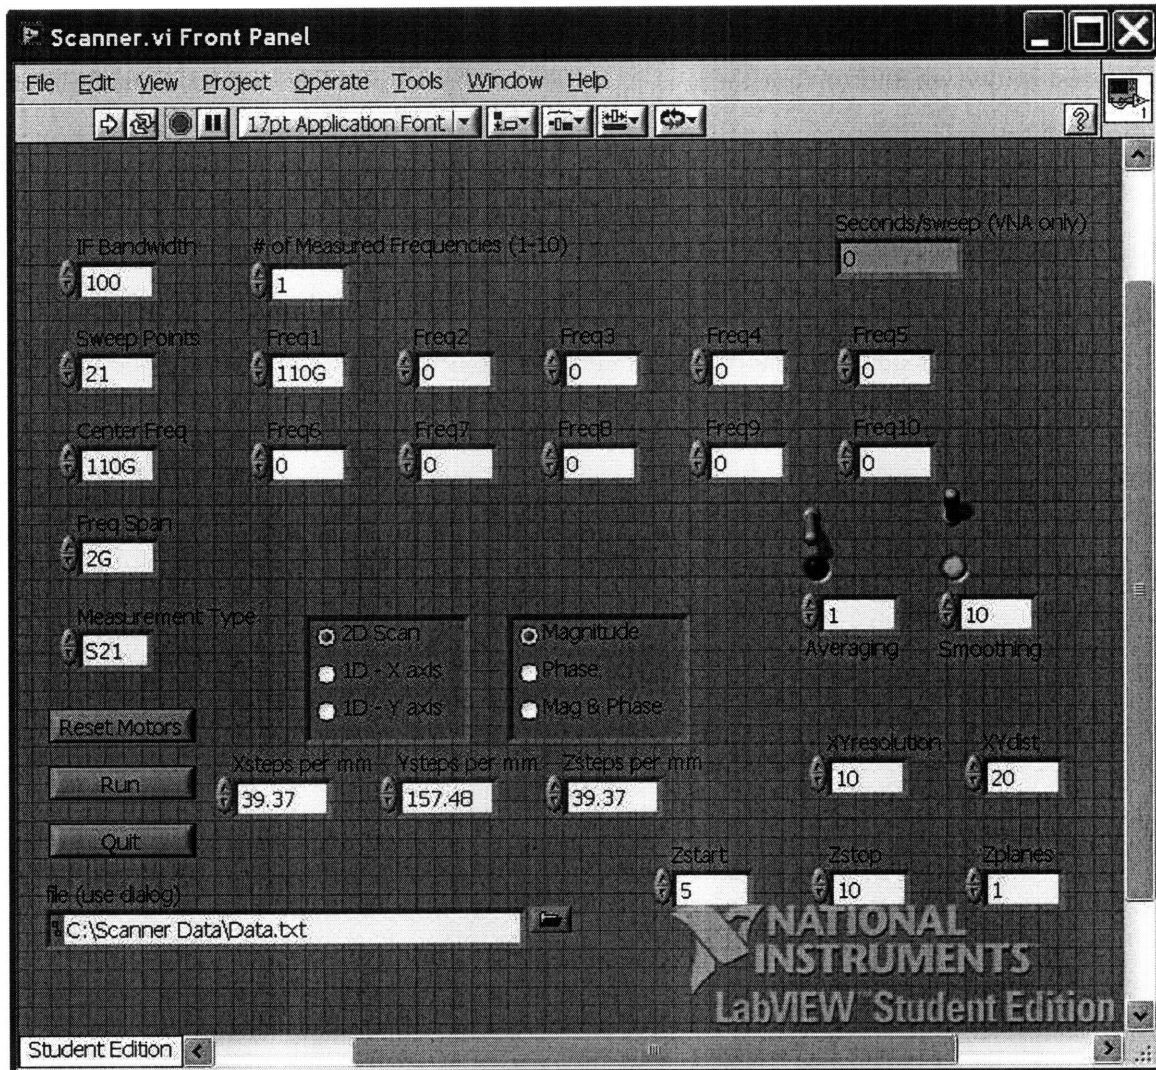 Scanner.vi Front Panel
File Edit View Project Operate Tools Window Help
17pt Application Font
1
Seconds/sweep (VNA only)
0
IF Bandwidth # of Measured Frequencies (1-10)
100 1
Sweep Points Freq1 Freq2 Freq3 Freq4 Freq5
21 110G 0 0 0 0
Center Freq Freq6 Freq7 Freq8 Freq9 Freq10
110G 0 0 0 0 0
Freq Span
2G
Measurement Type
S21
2D Scan
1D - X axis
1D - Y axis
Magnitude
Phase
Mag & Phase
1 10
Averaging Smoothing
Reset Motors
Run
Quit
Xsteps per mm Ysteps per mm Zsteps per mm
39.37 157.48 39.37
XYresolution XYdist
10 20
Zstart Zstop Zplanes
5 10 1
file (use dialog)
C:\Scanner Data\Data.txt
NATIONAL
INSTRUMENTS
LabVIEW™ Student Edition
Student Edition